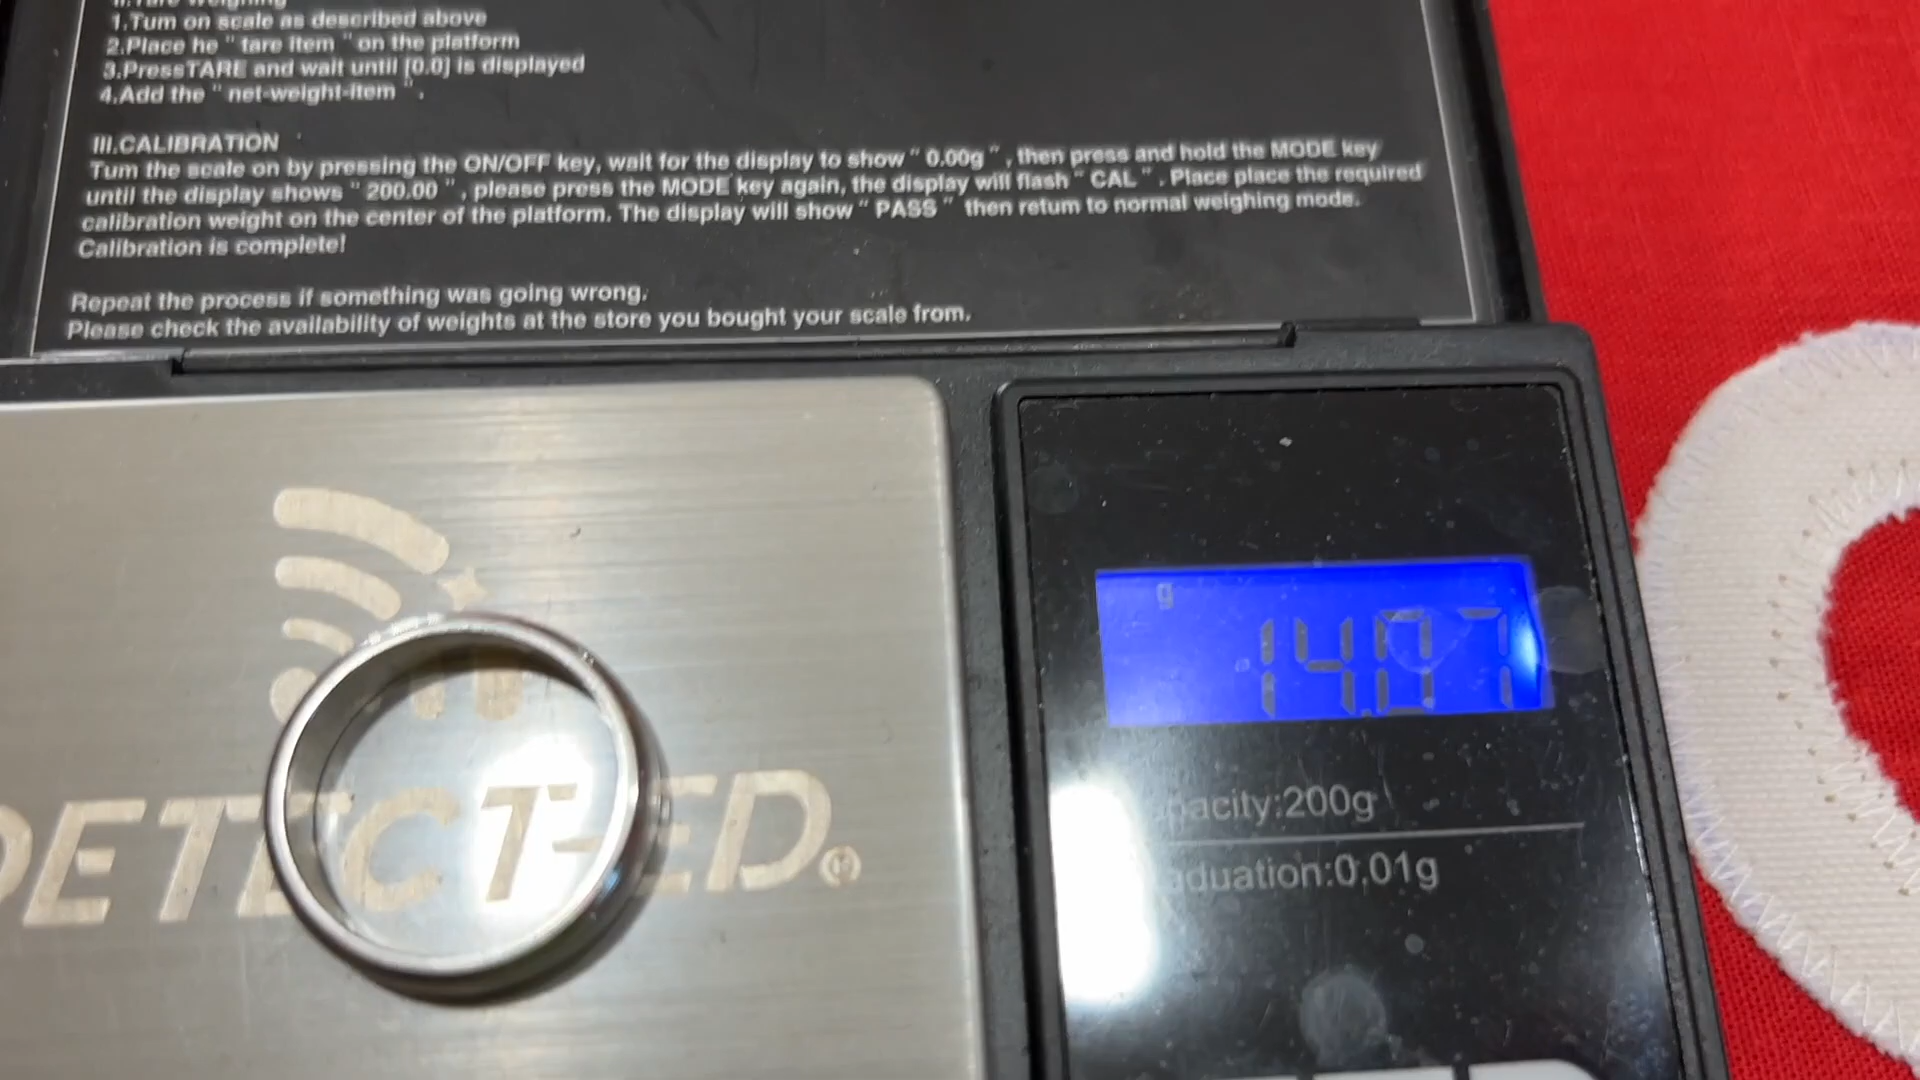 1.Tum on scale as described above
2.Place he " tare item " on the platform
3.PressTARE and wait until [0.0] is displayed
4.Add the " net-weight-item " .
III.CALIBRATION
Tum the scale on by pressing the ON/OFF key, wait for the display to show " 0.00g " , then press and hold the MODE key
until the display shows " 200.00 " , please press the MODE key again, the display will flash " CAL " . Place place the required
calibration weight on the center of the platform. The display will show " PASS " then retum to normal weighing mode.
Calibration is complete!
Repeat the process if something was going wrong.
Please check the availability of weights at the store you bought your scale from.
g
14.07
DETECT-ED®
pacity:200g
aduation:0.01g